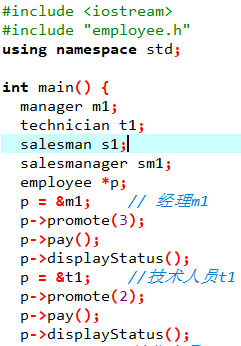 #include <iostream>
#include "employee.h"
using namespace std;
int main() {
manager m1;
technician t1;
salesman s1;
salesmanager sm1;
employee *p;
p = &m1; // 经理m1
p->promote(3);
p->pay();
p->displayStatus();
p = &t1; //技术人员t1
p->promote(2);
p->pay();
p->displayStatus();